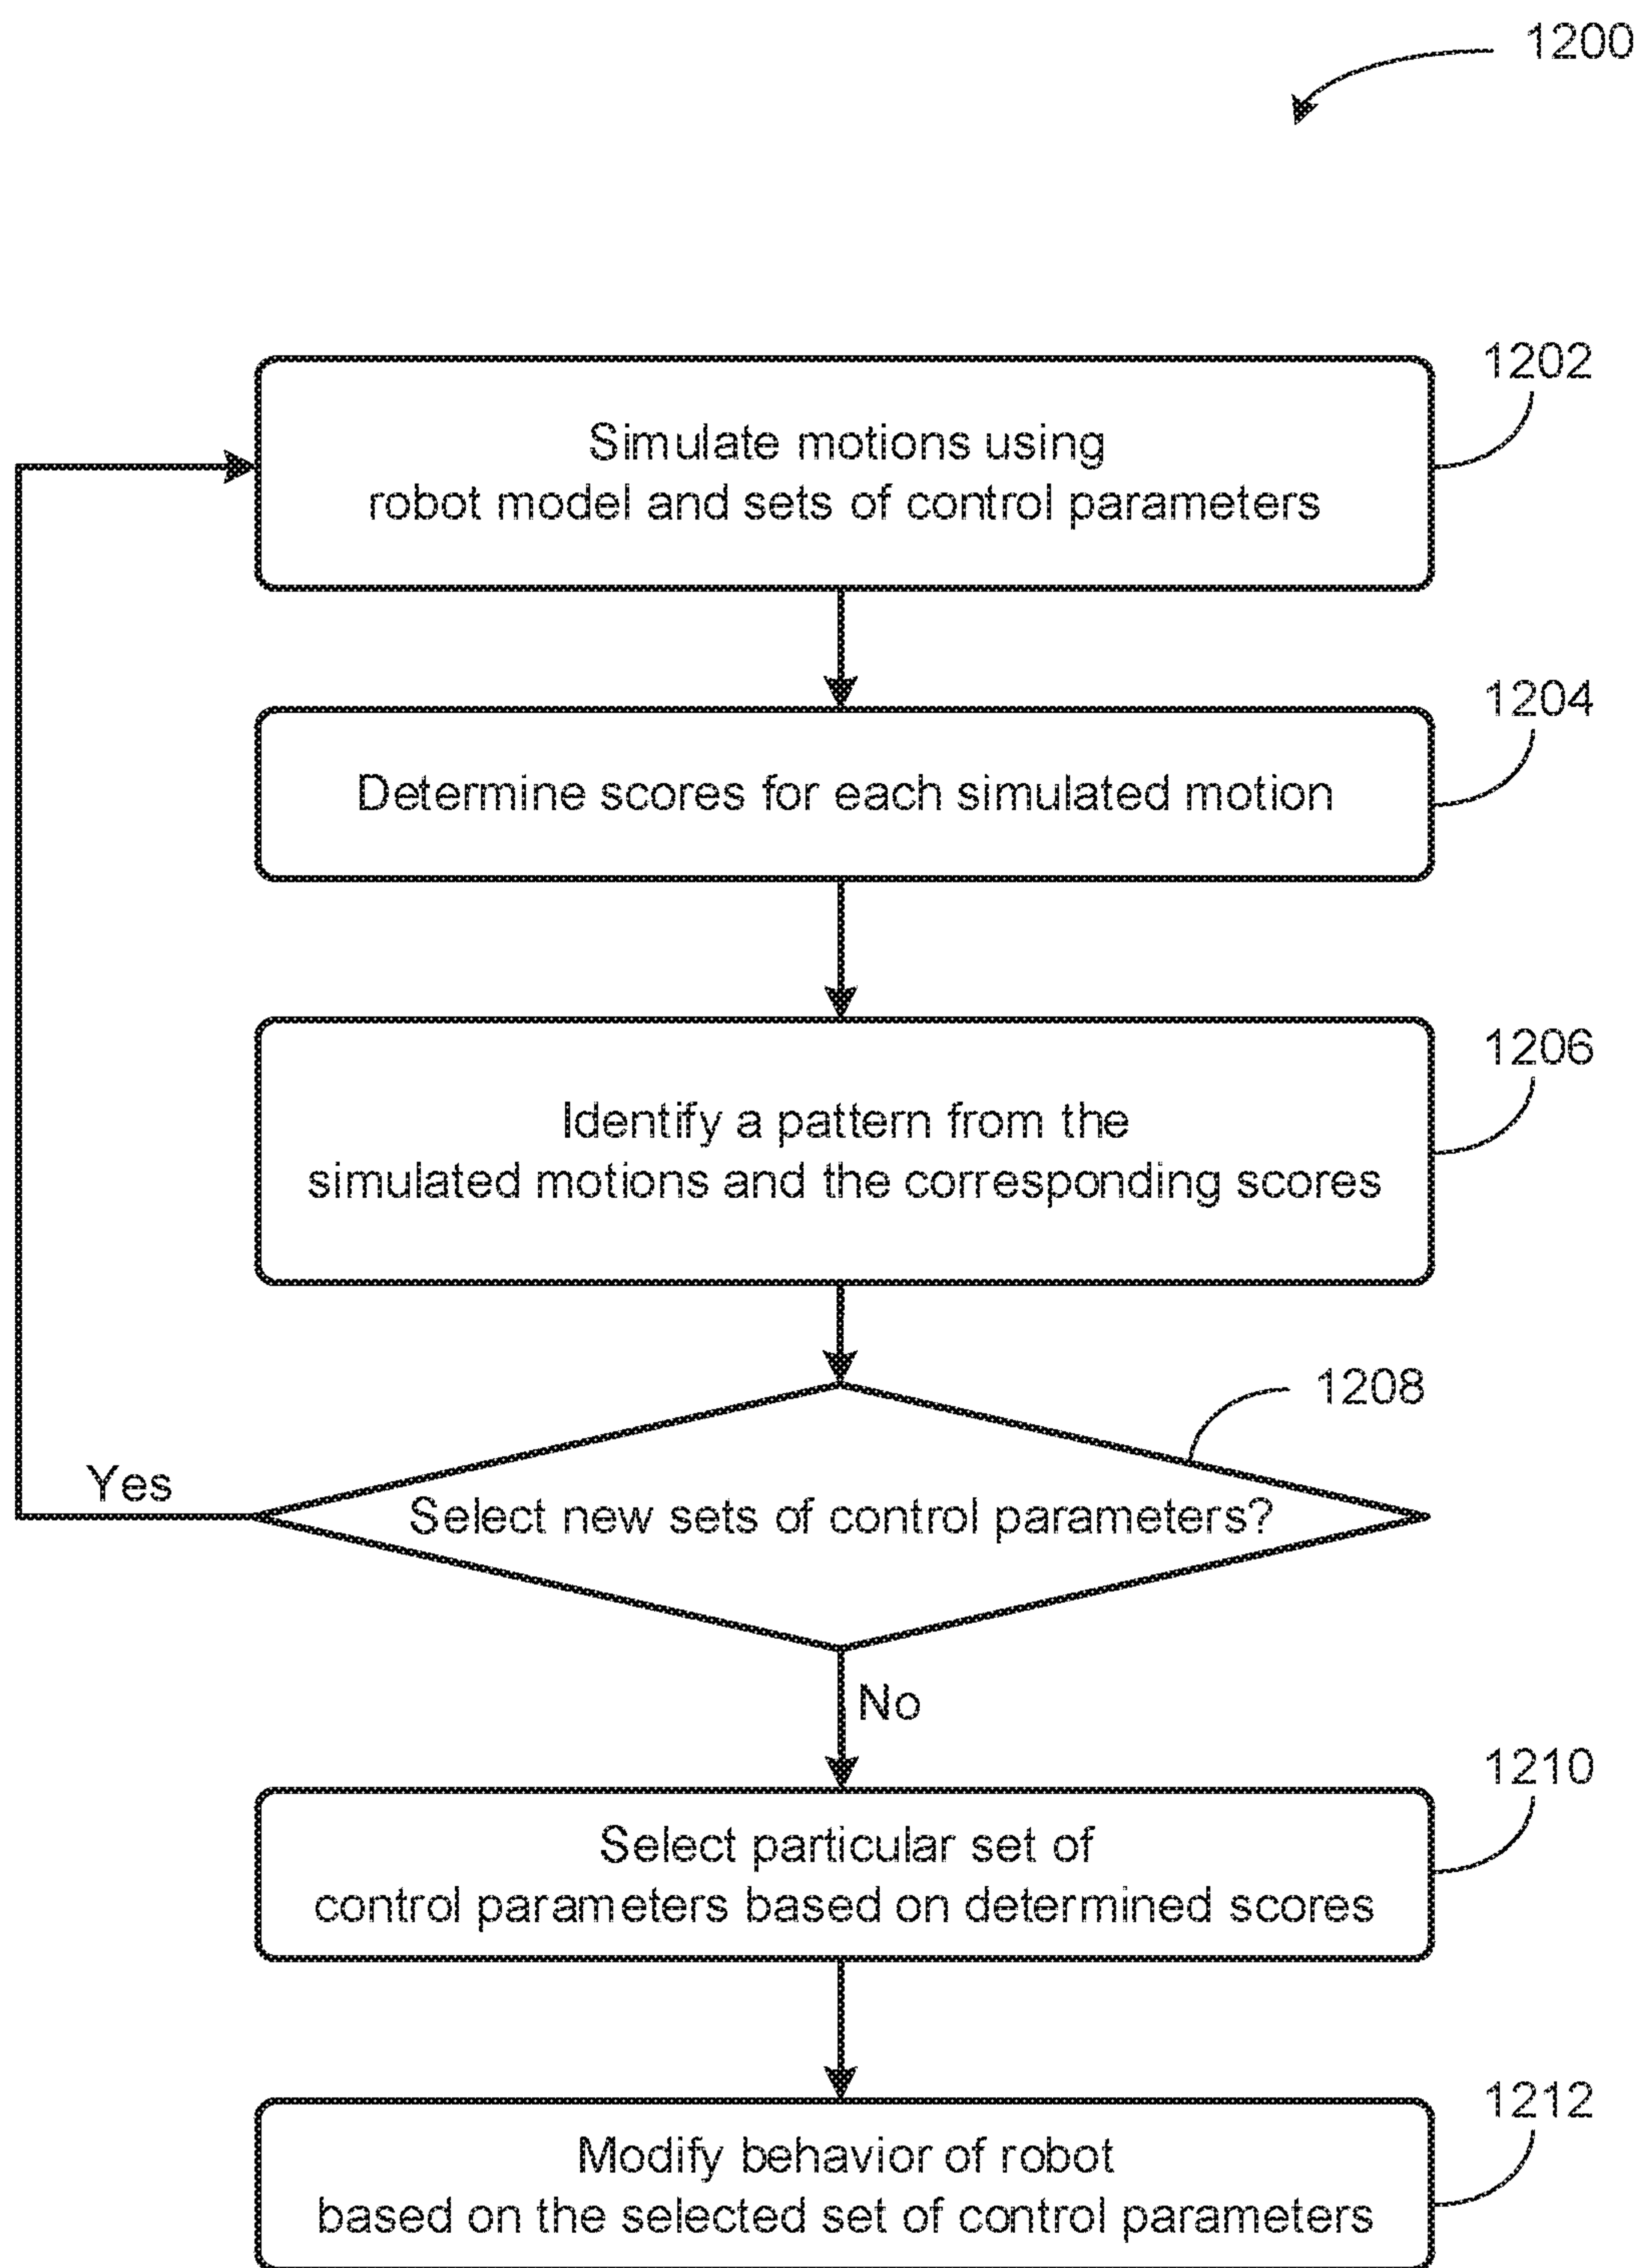 1200
1202
Simulate motions using
robot model and sets of control parameters
1204
Determine scores for each simulated motion
1206
Identify a pattern from the
simulated motions and the corresponding scores
1208
Yes
Select new sets of control parameters?
No
1210
Select particular set of
control parameters based on determined scores
1212
Modify behavior of robot
based on the selected set of control parameters